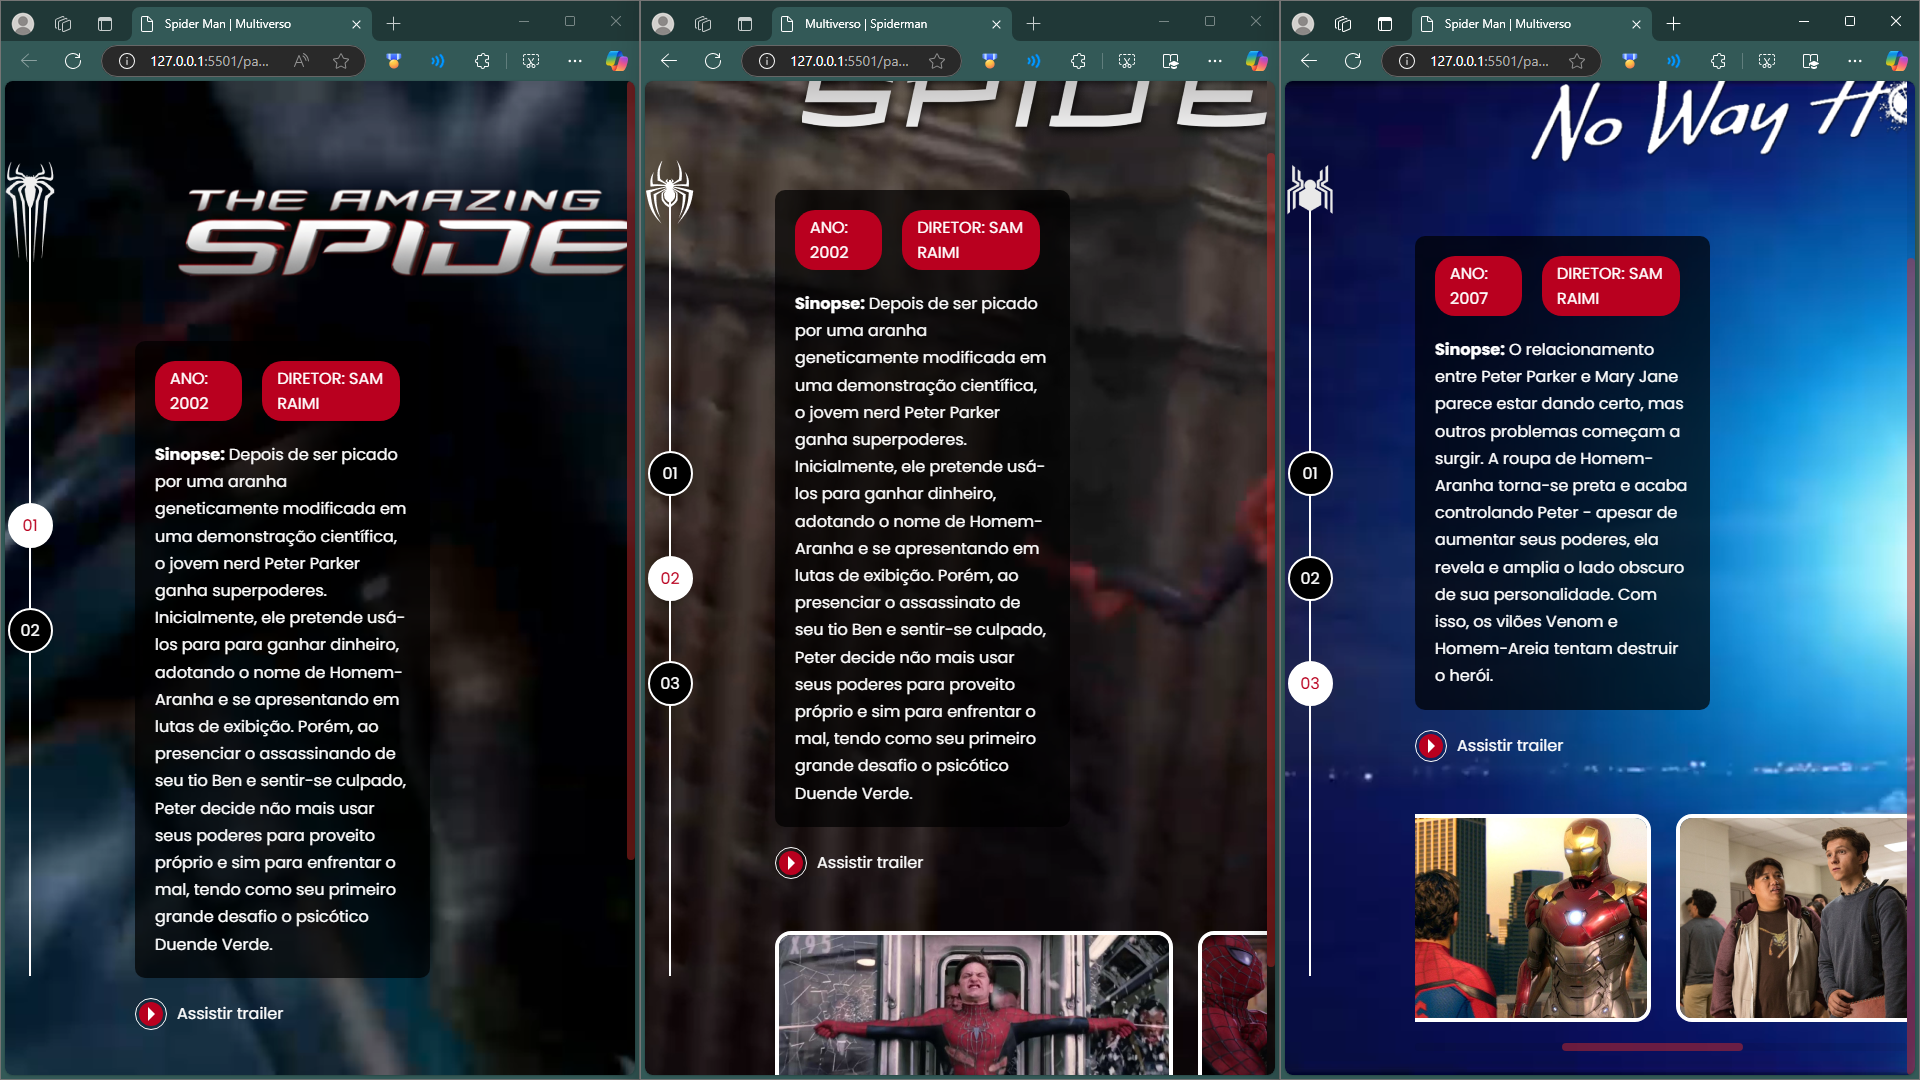 Spider Man | Multiverso
127.0.0.1:5501/pa...
THE AMAZING
SPIDE
01
02
ANO:
2002
DIRETOR: SAM
RAIMI
Sinopse: Depois de ser picado
por uma aranha
geneticamente modificada em
uma demonstração científica,
o jovem nerd Peter Parker
ganha superpoderes.
Inicialmente, ele pretende usá-
los para para ganhar dinheiro,
adotando o nome de Homem-
Aranha e se apresentando em
lutas de exibição. Porém, ao
presenciar o assassinando de
seu tio Ben e sentir-se culpado,
Peter decide não mais usar
seus poderes para proveito
próprio e sim para enfrentar o
mal, tendo como seu primeiro
grande desafio o psicótico
Duende Verde.
Assistir trailer
Multiverso | Spiderman
127.0.0.1:5501/pa...
SPIDE
01
02
03
ANO:
2002
DIRETOR: SAM
RAIMI
Sinopse: Depois de ser picado
por uma aranha
geneticamente modificada em
uma demonstração científica,
o jovem nerd Peter Parker
ganha superpoderes.
Inicialmente, ele pretende usá-
los para ganhar dinheiro,
adotando o nome de Homem-
Aranha e se apresentando em
lutas de exibição. Porém, ao
presenciar o assassinato de
seu tio Ben e sentir-se culpado,
Peter decide não mais usar
seus poderes para proveito
próprio e sim para enfrentar o
mal, tendo como seu primeiro
grande desafio o psicótico
Duende Verde.
Assistir trailer
X95
Spider Man | Multiverso
127.0.0.1:5501/pa...
No Way H
01
02
03
ANO:
2007
DIRETOR: SAM
RAIMI
Sinopse: O relacionamento
entre Peter Parker e Mary Jane
parece estar dando certo, mas
outros problemas começam a
surgir. A roupa de Homem-
Aranha torna-se preta e acaba
controlando Peter - apesar de
aumentar seus poderes, ela
revela e amplia o lado obscuro
de sua personalidade. Com
isso, os vilões Venom e
Homem-Areia tentam destruir
o herói.
Assistir trailer